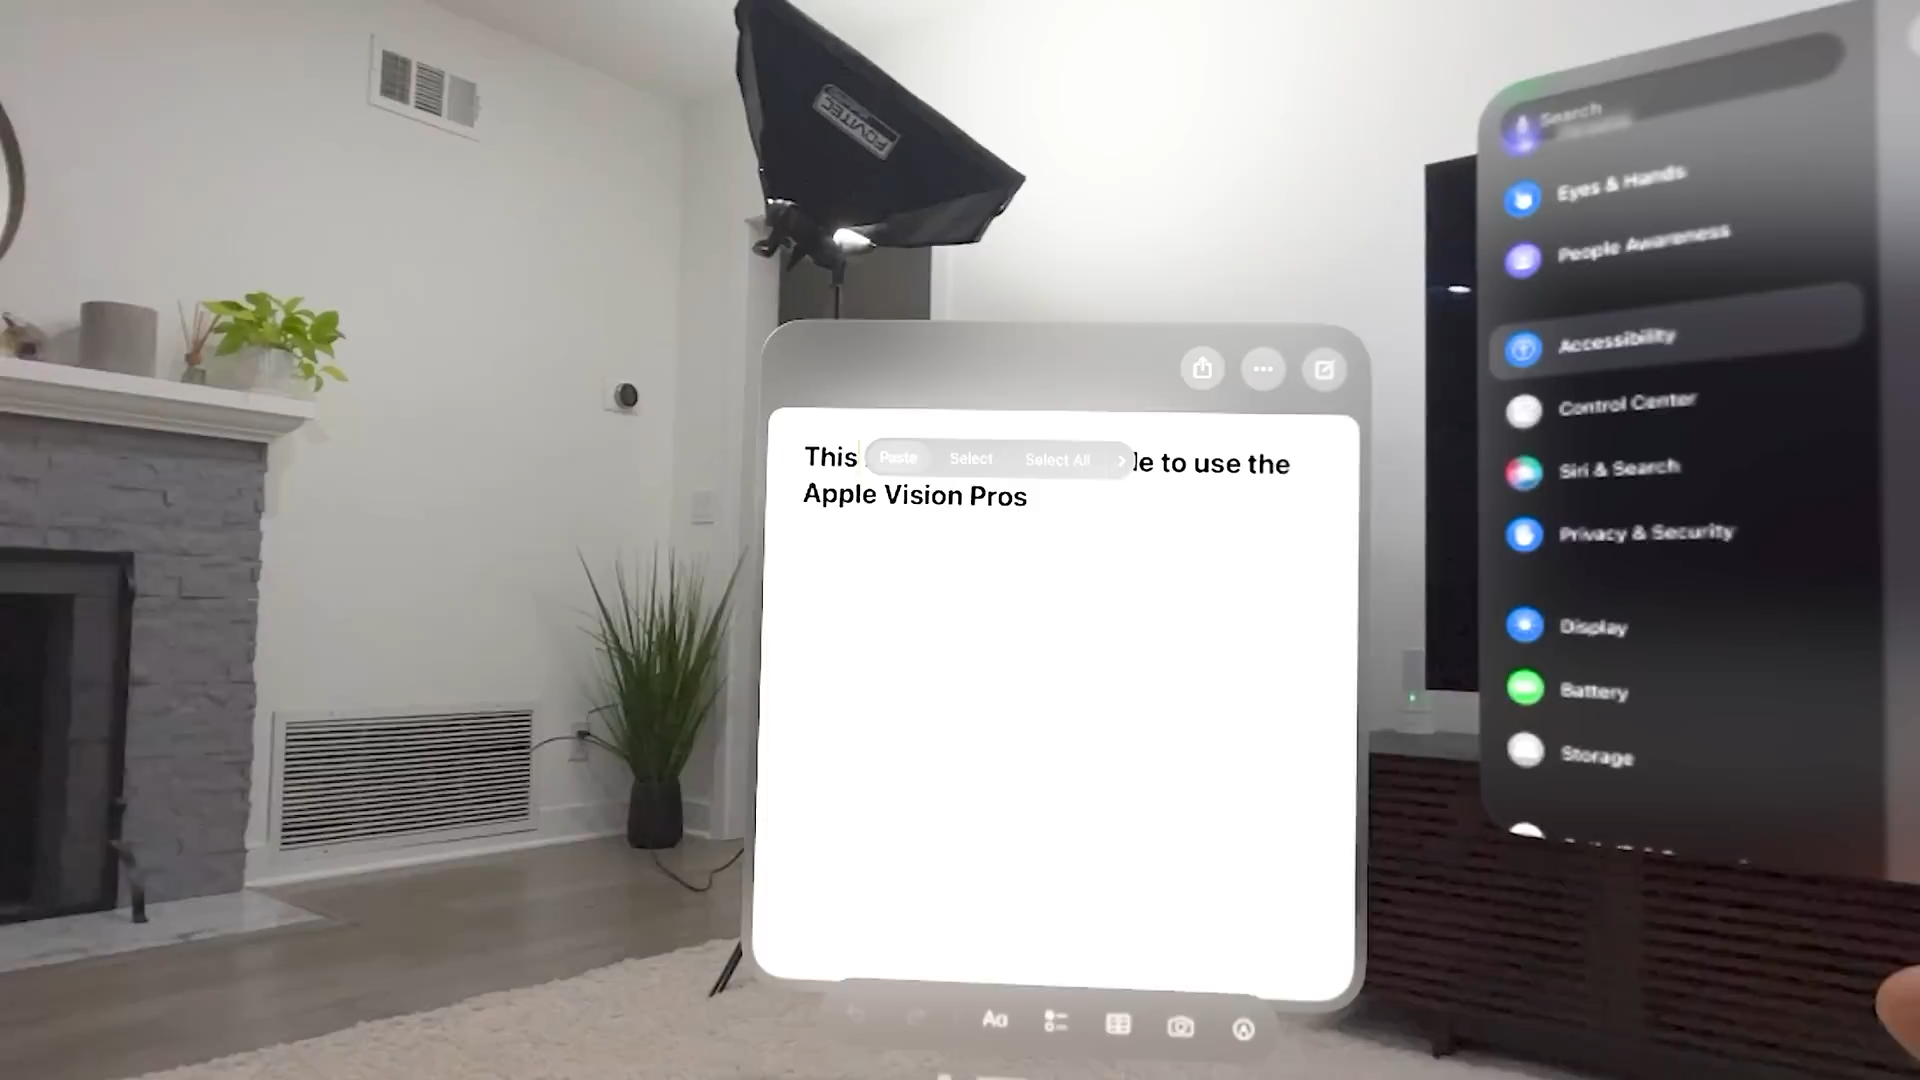 FOVITEC
This
Paste
Select
Select All
le to use the
Apple Vision Pros
Aa
Search
Eyes & Hands
People Awareness
Accessibility
Control Center
Siri & Search
Privacy & Security
Display
Battery
Storage